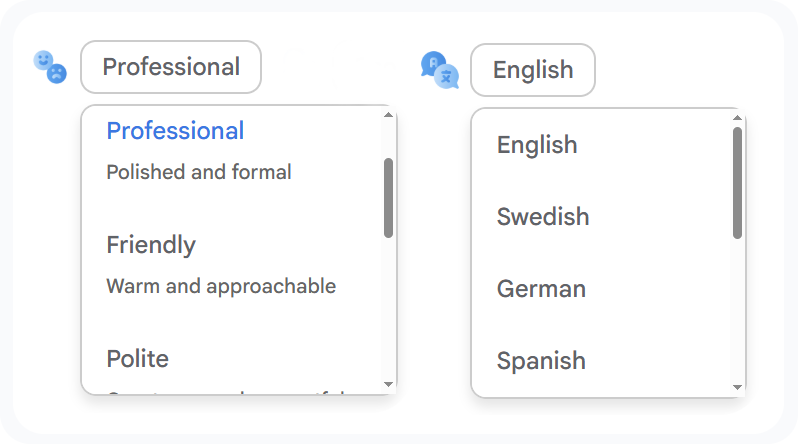 Professional
Professional
Polished and formal
Friendly
Warm and approachable
Polite
English
English
Swedish
German
Spanish